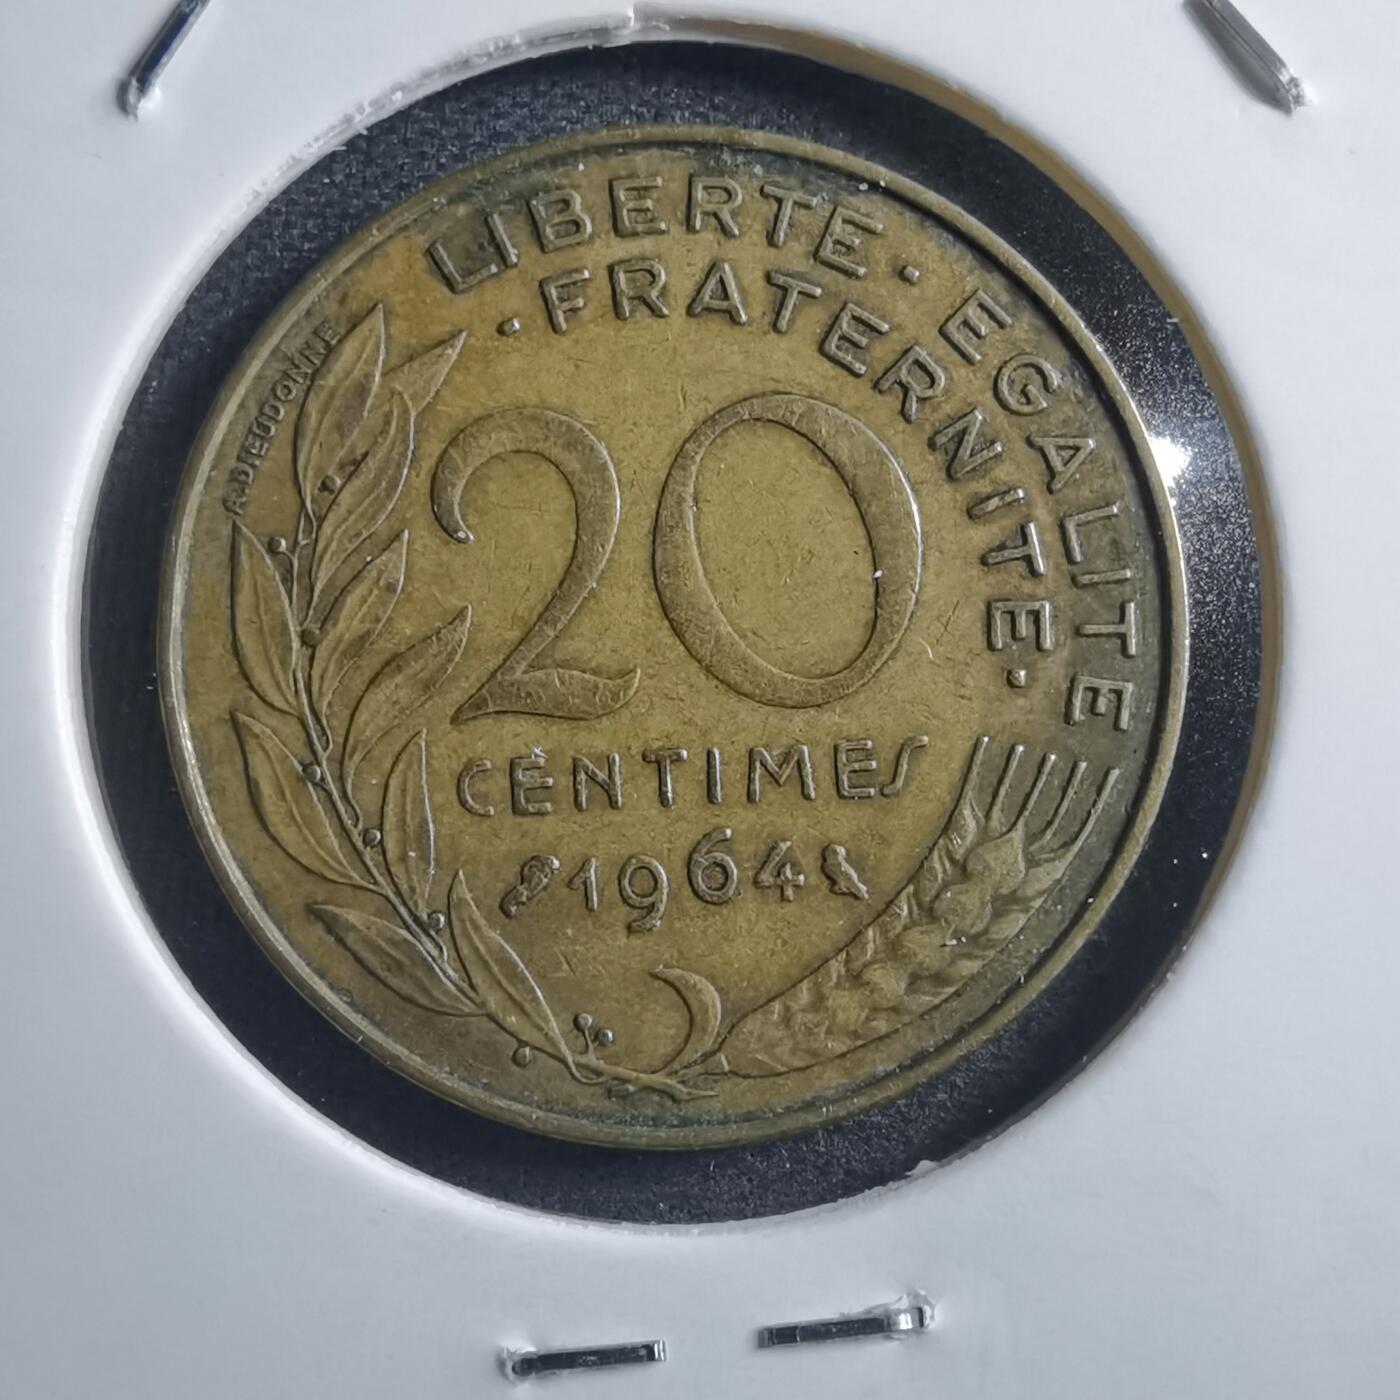 LIBERTE · EGALITE
· FRATERNITE ·
A.DIEUDONNE
20
CENTIMES
1964